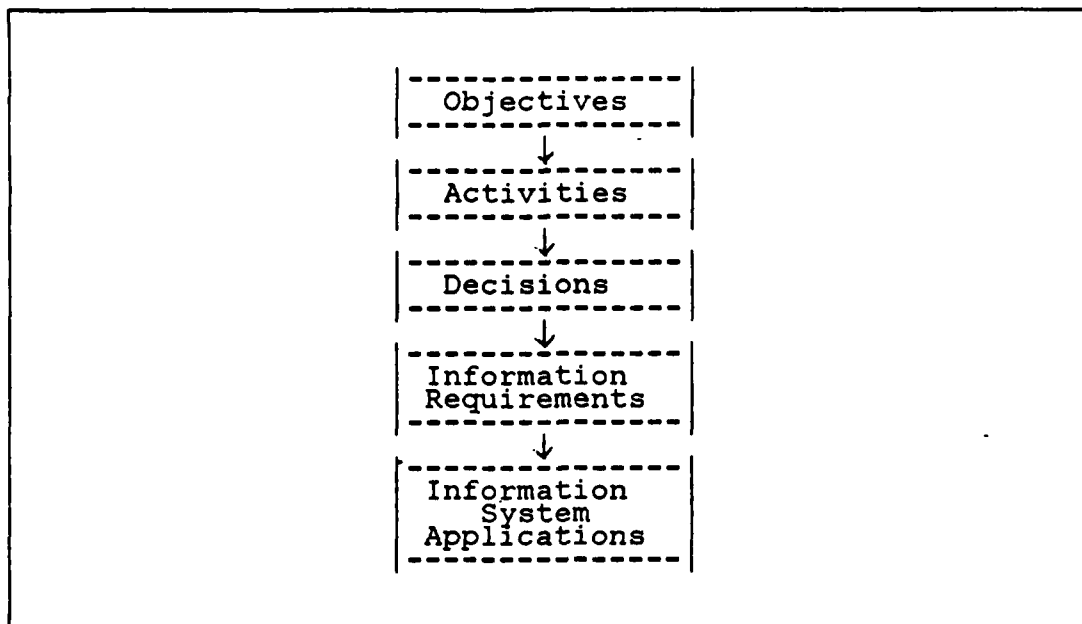 Objectives
Activities
Decisions
Information
Requirements
Information
System
Applications